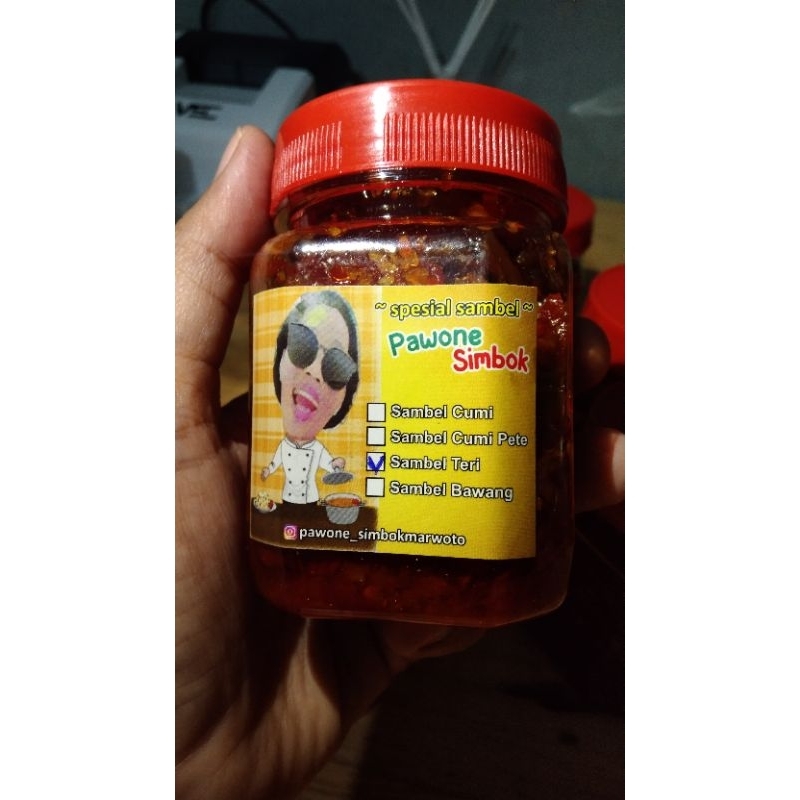 ~ spesial sambel ~
Pawone
Simbok
Sambel Cumi
Sambel Cumi Pete
Sambel Teri
Sambel Bawang
pawone_simbokmarwoto